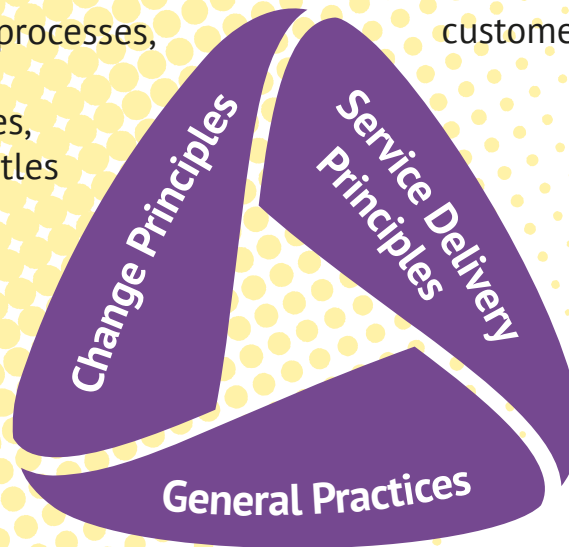 processes,
custome
es,
tles
Change Principles
Service Delivery
Principles
General Practices